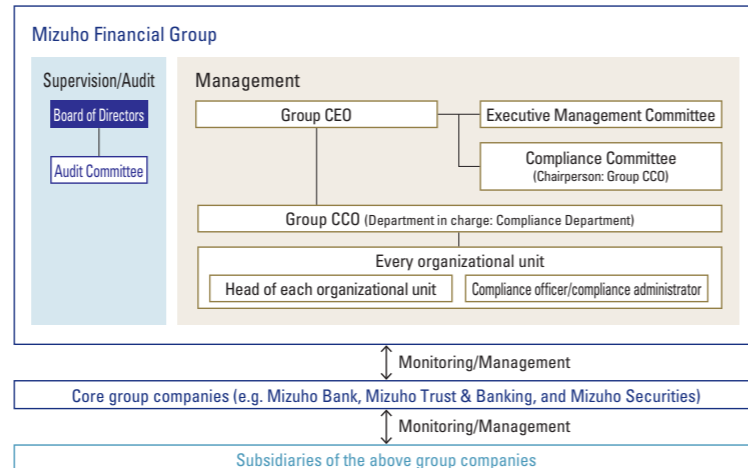 Mizuho Financial Group
Supervision/Audit
Board of Directors
Audit Committee
Management
Group CEO
Executive Management Committee
Compliance Committee
(Chairperson: Group CCO)
Group CCO (Department in charge: Compliance Department)
Every organizational unit
Head of each organizational unit
Compliance officer/compliance administrator
Monitoring/Management
Core group companies (e.g. Mizuho Bank, Mizuho Trust & Banking, and Mizuho Securities)
Monitoring/Management
Subsidiaries of the above group companies